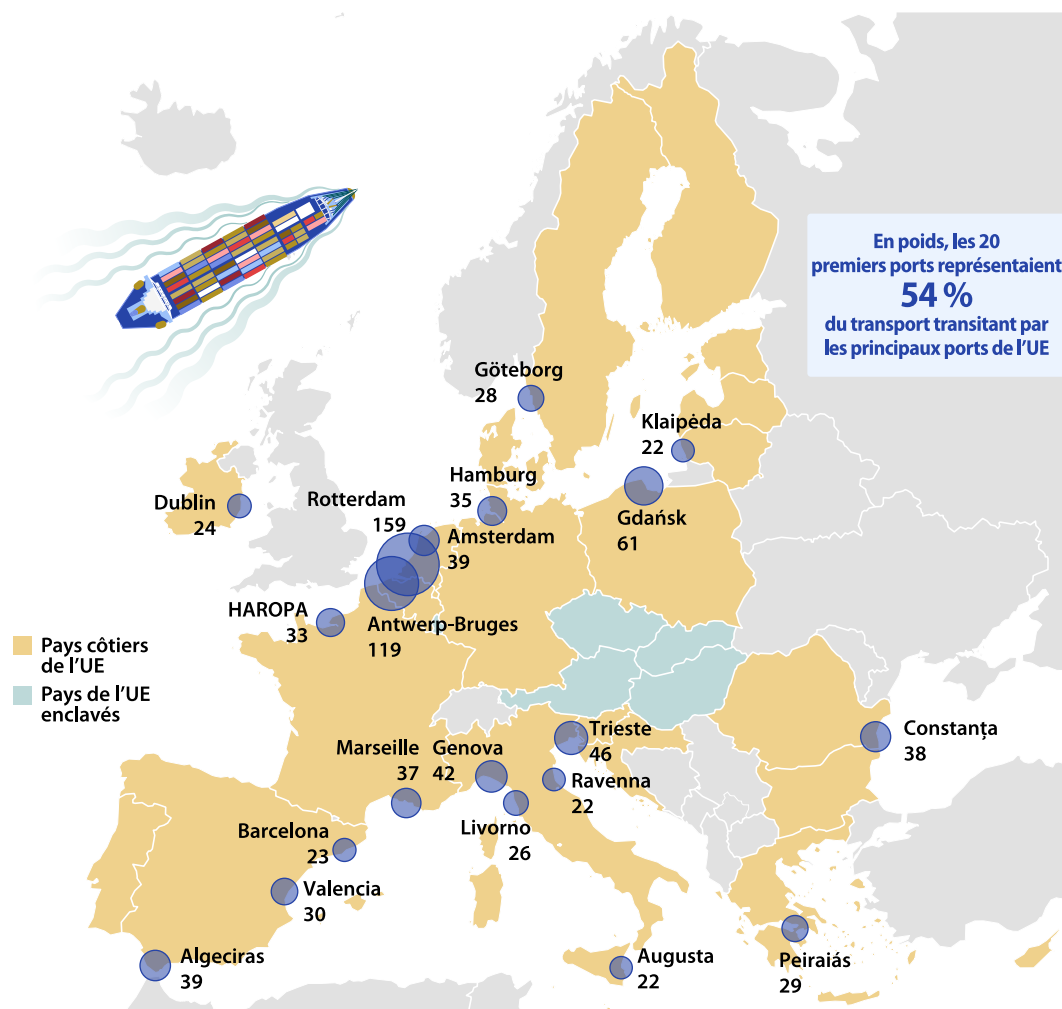 En poids, les 20
premiers ports représentaient
54 %
du transport transitant par
les principaux ports de l’UE
Göteborg
28
Klaipėda
22
Hamburg
35
Dublin
24
Rotterdam
159
Amsterdam
39
Gdańsk
61
HAROPA
33
Antwerp-Bruges
119
Pays côtiers
de l’UE
Pays de l’UE
enclavés
Trieste
46
Constanța
38
Marseille
37
Genova
42
Ravenna
22
Livorno
26
Barcelona
23
Valencia
30
Algeciras
39
Augusta
22
Peiraiás
29